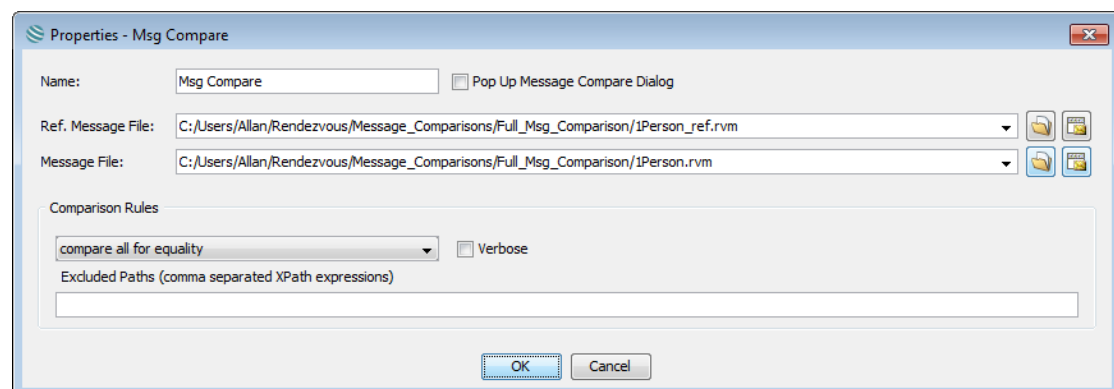 Properties - Msg Compare
Name: Msg Compare Pop Up Message Compare Dialog
Ref. Message File: C:/Users/Allan/Rendezvous/Message_Comparisons/Full_Msg_Comparison/1Person_ref.rvm
Message File: C:/Users/Allan/Rendezvous/Message_Comparisons/Full_Msg_Comparison/1Person.rvm
Comparison Rules
compare all for equality Verbose
Excluded Paths (comma separated XPath expressions)
OK Cancel